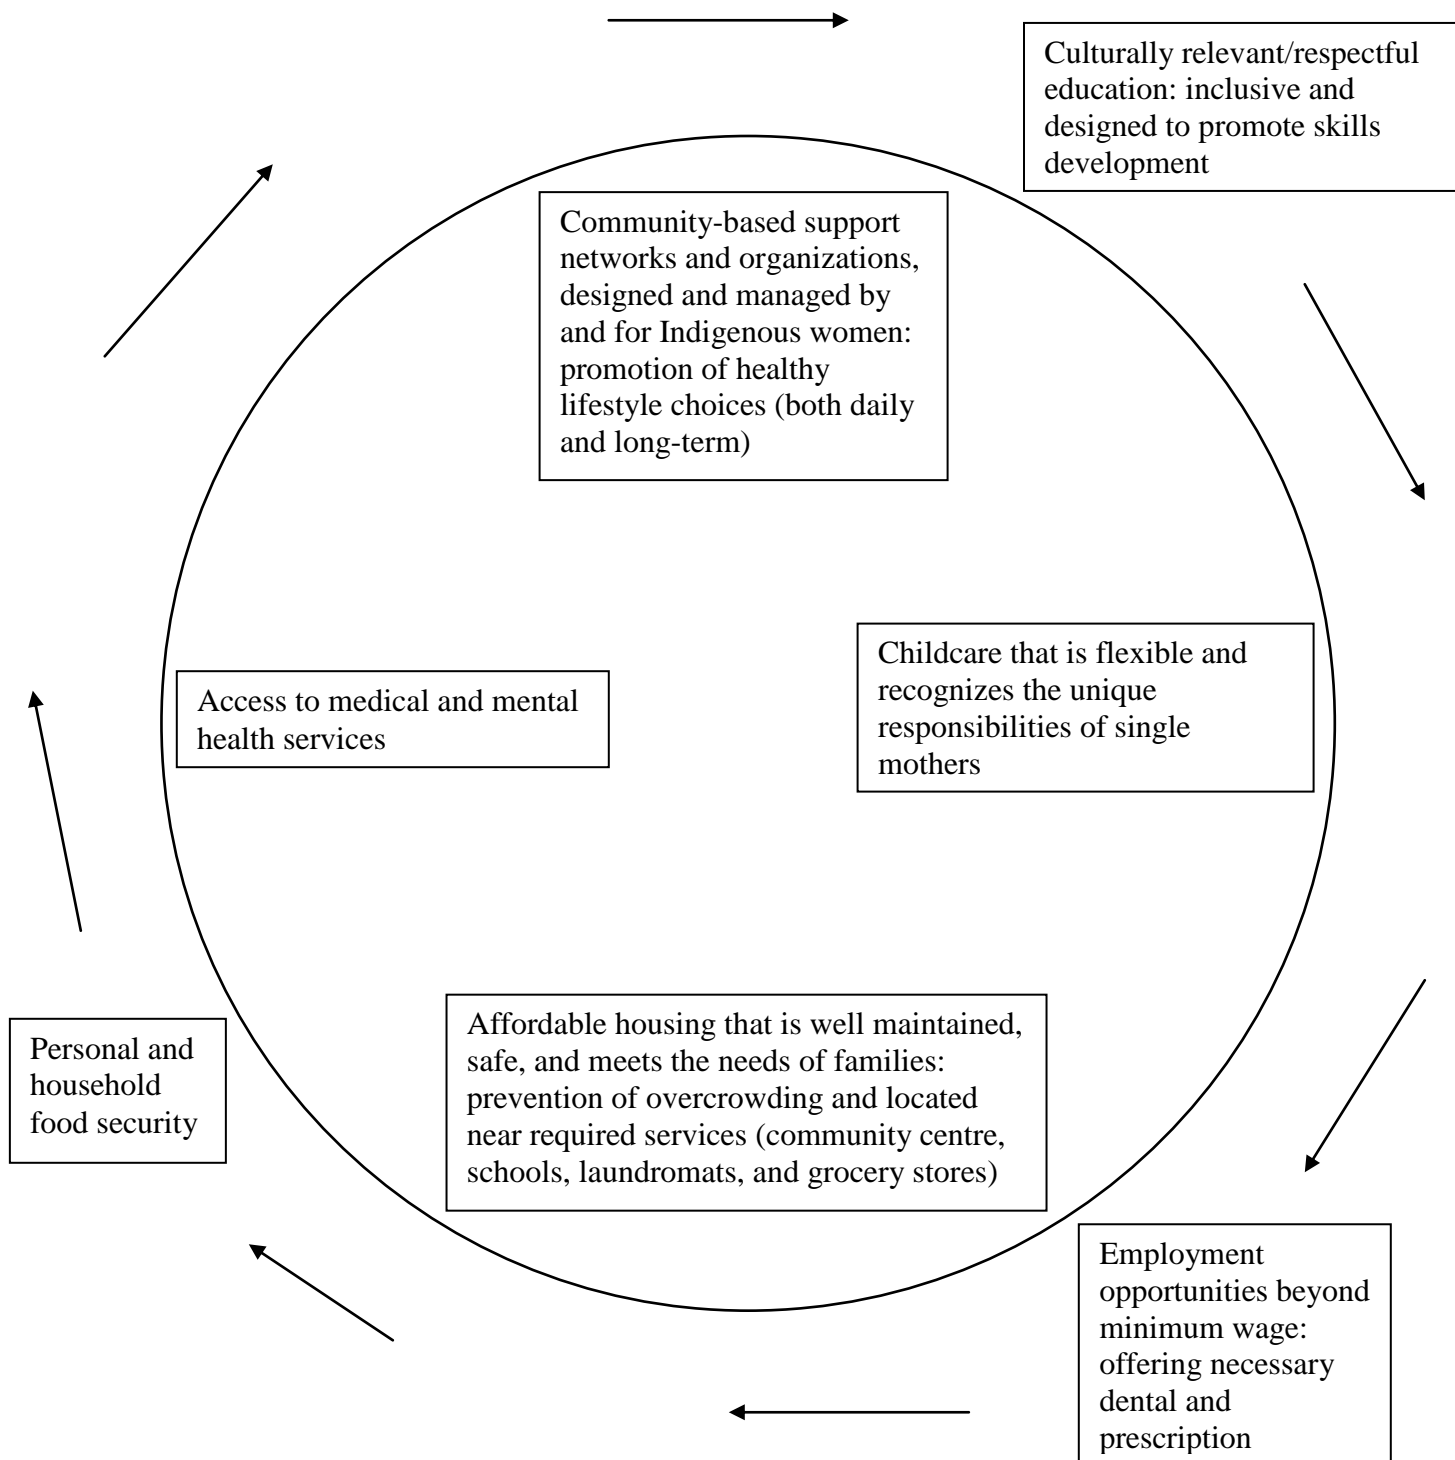 Culturally relevant/respectful
education: inclusive and
designed to promote skills
development
Community-based support
networks and organizations,
designed and managed by
and for Indigenous women:
promotion of healthy
lifestyle choices (both daily
and long-term)
Childcare that is flexible and
recognizes the unique
responsibilities of single
mothers
Access to medical and mental
health services
Affordable housing that is well maintained,
safe, and meets the needs of families:
prevention of overcrowding and located
near required services (community centre,
schools, laundromats, and grocery stores)
Personal and
household
food security
Employment
opportunities beyond
minimum wage:
offering necessary
dental and
prescription